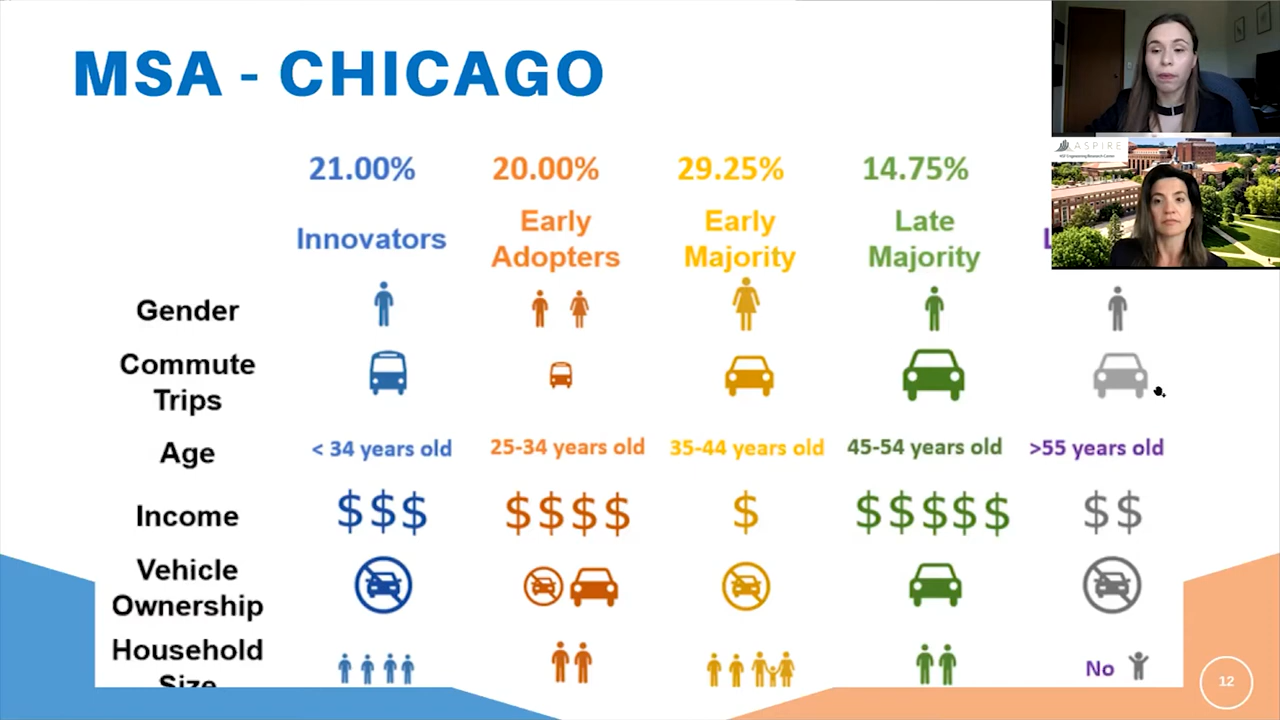 MSA - CHICAGO
ASPIRE
21.00% 20.00% 29.25% 14.75%
Innovators
Early
Adopters
Early
Majority
Late
Majority
Gender
Commute
Trips
Age < 34 years old 25-34 years old 35-44 years old 45-54 years old >55 years old
Income $$$ $$$$ $ $$$$$ $$
Vehicle
Ownership
Household
Size No
12